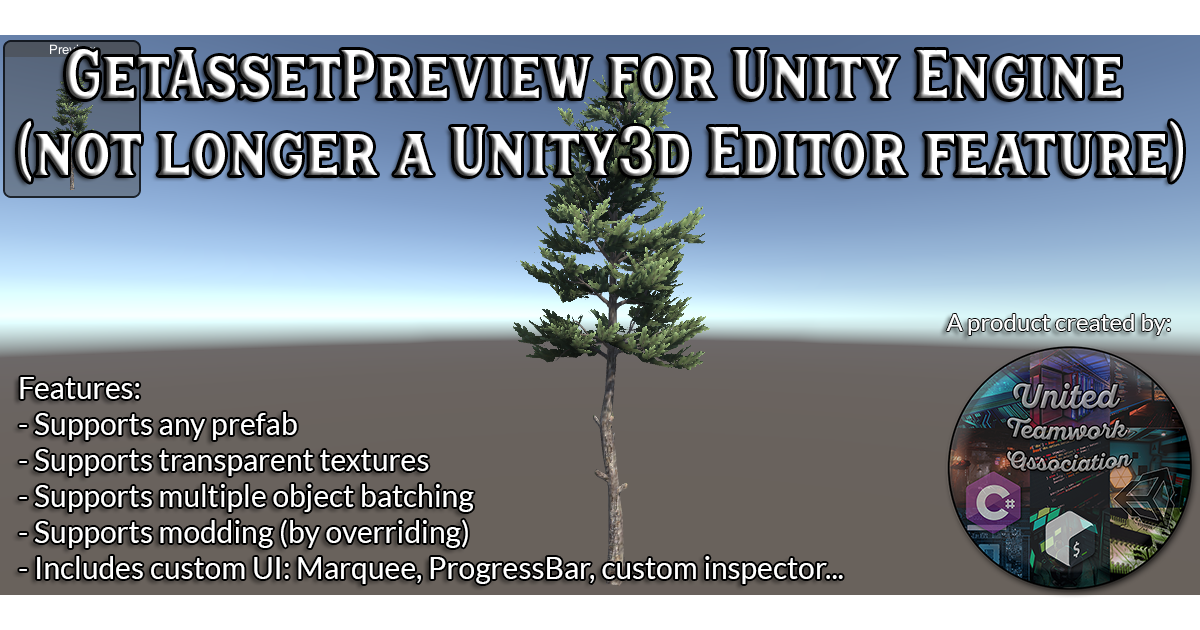 GetAssetPreview for Unity Engine
(not longer a Unity3d Editor feature)
A product created by:
United
Teamwork
Association
C#
$_
Features:
- Supports any prefab
- Supports transparent textures
- Supports multiple object batching
- Supports modding (by overriding)
- Includes custom UI: Marquee, ProgressBar, custom inspector...